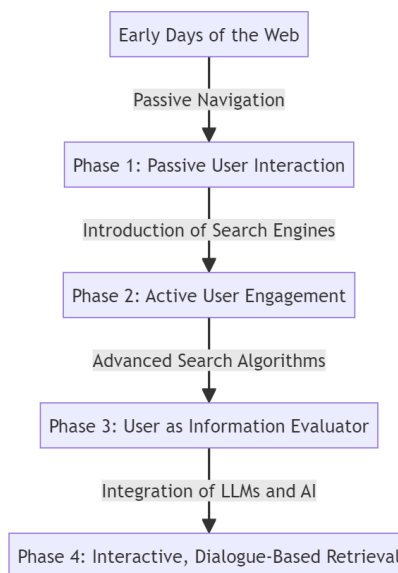 Early Days of the Web
Passive Navigation
Phase 1: Passive User Interaction
Introduction of Search Engines
Phase 2: Active User Engagement
Advanced Search Algorithms
Phase 3: User as Information Evaluator
Integration of LLMs and AI
Phase 4: Interactive, Dialogue-Based Retrieval